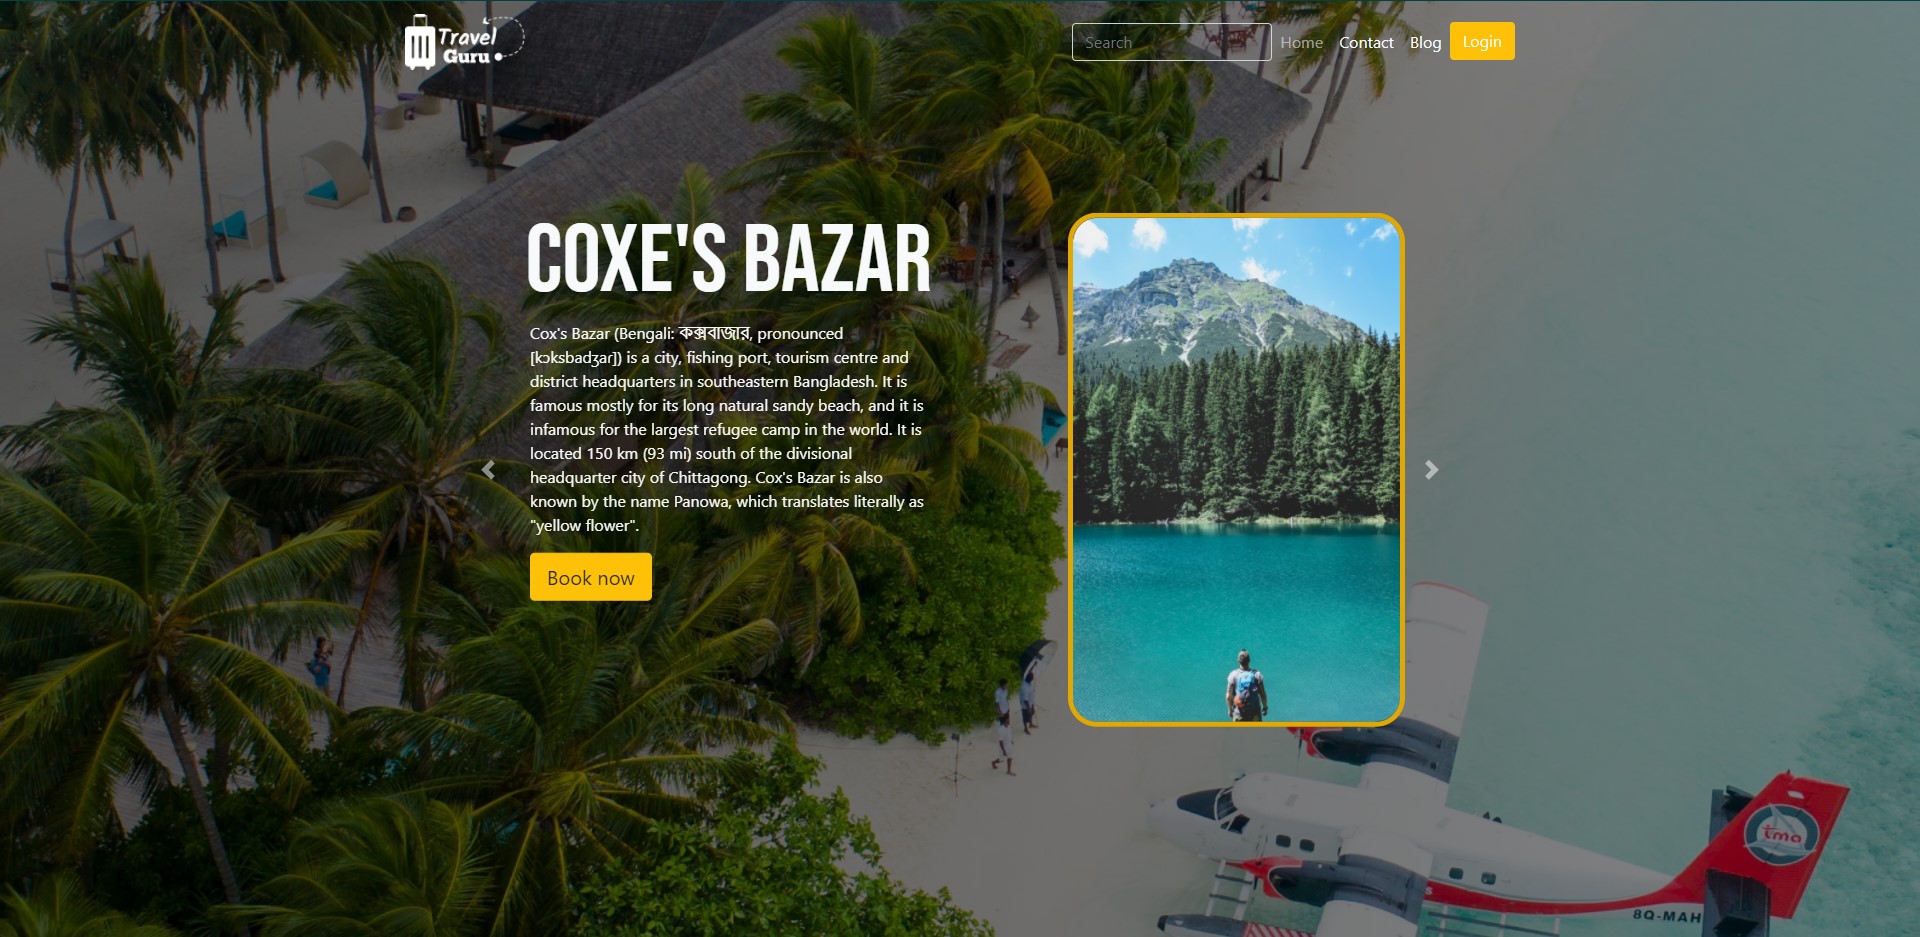 Travel
Guru
Search
Home
Contact
Blog
Login
COXE'S BAZAR
Cox's Bazar (Bengali: কক্সবাজার, pronounced
[kɔksbadʒar]) is a city, fishing port, tourism centre and
district headquarters in southeastern Bangladesh. It is
famous mostly for its long natural sandy beach, and it is
infamous for the largest refugee camp in the world. It is
located 150 km (93 mi) south of the divisional
headquarter city of Chittagong. Cox's Bazar is also
known by the name Panowa, which translates literally as
"yellow flower".
Book now
tma
8Q-MAH